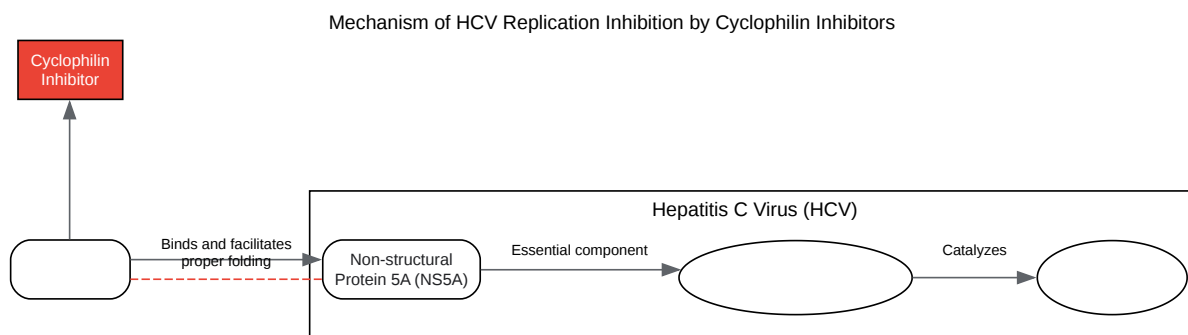 Mechanism of HCV Replication Inhibition by Cyclophilin Inhibitors
Cyclophilin
Inhibitor
Hepatitis C Virus (HCV)
Binds and facilitates
proper folding
Non-structural
Protein 5A (NS5A)
Essential component
Catalyzes